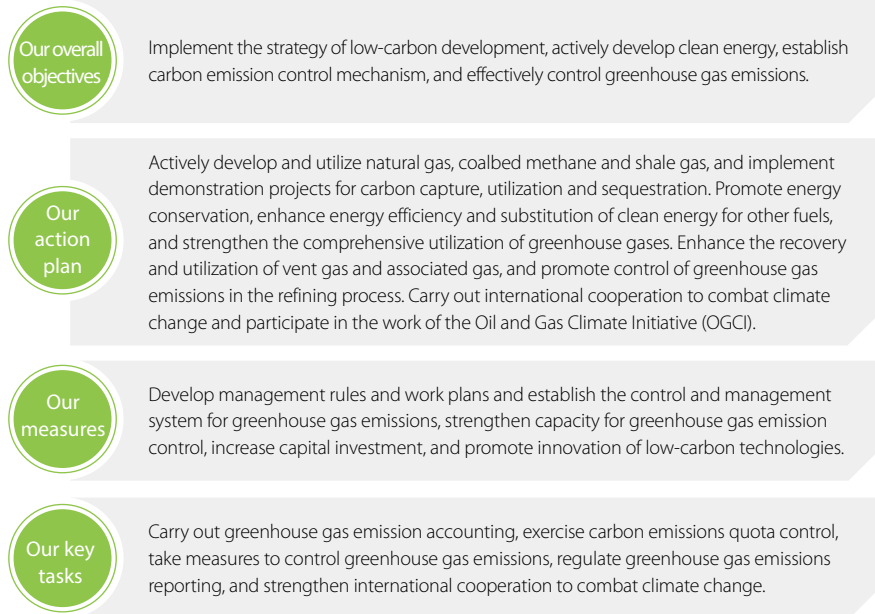 Our overall
objectives
Implement the strategy of low-carbon development, actively develop clean energy, establish
carbon emission control mechanism, and effectively control greenhouse gas emissions.
Our
action
plan
Actively develop and utilize natural gas, coalbed methane and shale gas, and implement
demonstration projects for carbon capture, utilization and sequestration. Promote energy
conservation, enhance energy efficiency and substitution of clean energy for other fuels,
and strengthen the comprehensive utilization of greenhouse gases. Enhance the recovery
and utilization of vent gas and associated gas, and promote control of greenhouse gas
emissions in the refining process. Carry out international cooperation to combat climate
change and participate in the work of the Oil and Gas Climate Initiative (OGCI).
Our
measures
Develop management rules and work plans and establish the control and management
system for greenhouse gas emissions, strengthen capacity for greenhouse gas emission
control, increase capital investment, and promote innovation of low-carbon technologies.
Our key
tasks
Carry out greenhouse gas emission accounting, exercise carbon emissions quota control,
take measures to control greenhouse gas emissions, regulate greenhouse gas emissions
reporting, and strengthen international cooperation to combat climate change.